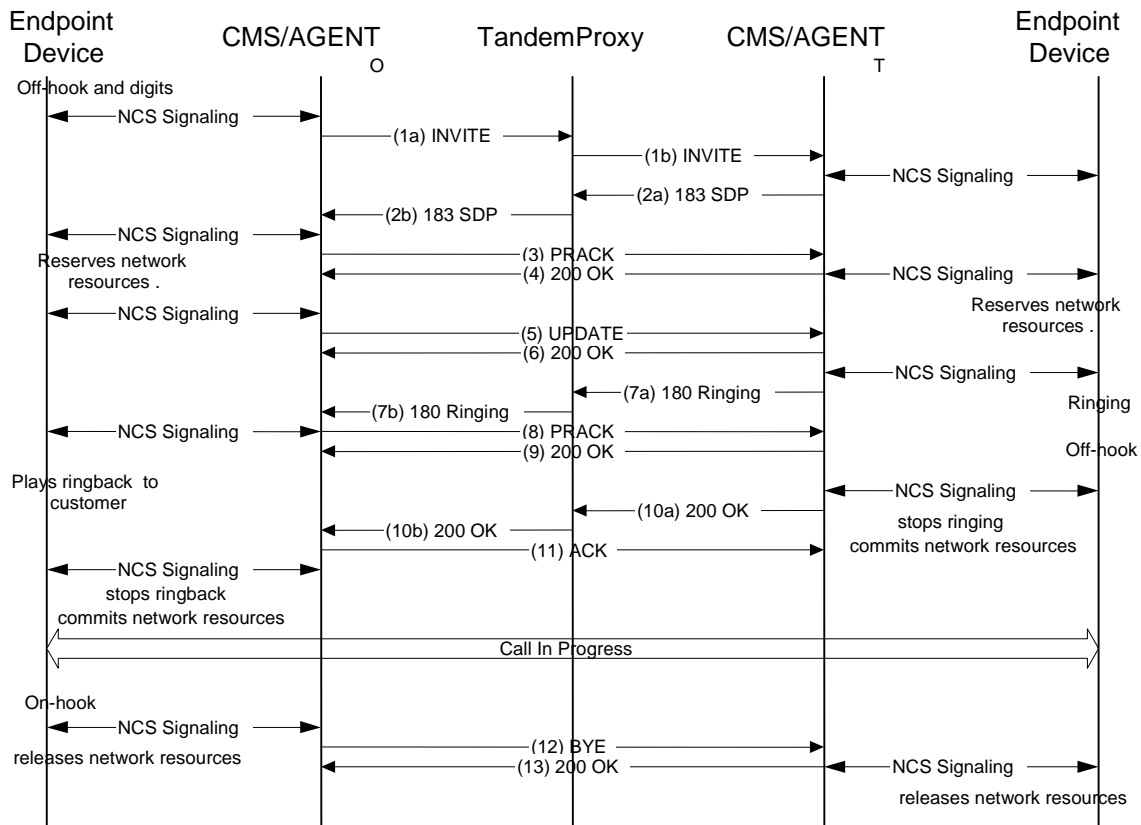 Endpoint
Device
CMS/AGENT
O
TandemProxy
CMS/AGENT
T
Endpoint
Device
Off-hook and digits
NCS Signaling
(1a) INVITE
(1b) INVITE
NCS Signaling
(2a) 183 SDP
(2b) 183 SDP
NCS Signaling
(3) PRACK
Reserves network
resources .
(4) 200 OK
NCS Signaling
Reserves network
resources .
NCS Signaling
(5) UPDATE
(6) 200 OK
NCS Signaling
(7a) 180 Ringing
Ringing
(7b) 180 Ringing
NCS Signaling
(8) PRACK
(9) 200 OK
Off-hook
Plays ringback to
customer
NCS Signaling
(10a) 200 OK
stops ringing
commits network resources
(10b) 200 OK
(11) ACK
NCS Signaling
stops ringback
commits network resources
Call In Progress
On-hook
NCS Signaling
releases network resources
(12) BYE
(13) 200 OK
NCS Signaling
releases network resources